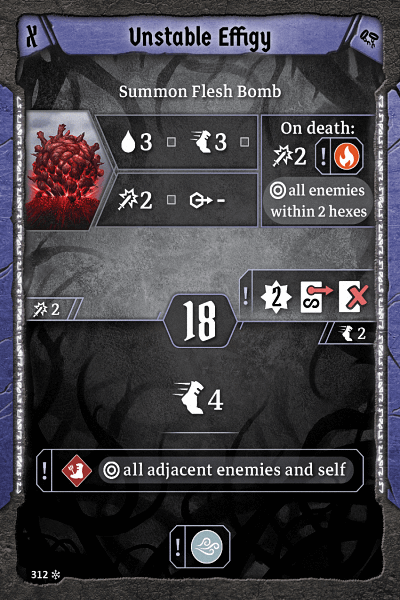 X
Unstable Effigy
Summon Flesh Bomb
3 3
On death:
2 !
2 -
all enemies
within 2 hexes
! 2
2
18
2
4
! all adjacent enemies and self
!
312